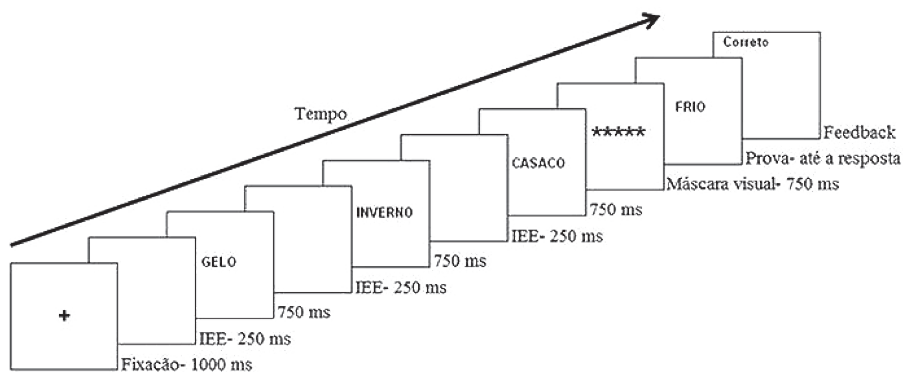 Tempo
+
Fixação- 1000 ms
IEE- 250 ms
GELO
750 ms
IEE- 250 ms
INVERNO
750 ms
IEE- 250 ms
CASACO
750 ms
*****
Máscara visual- 750 ms
FRIO
Prova- até a resposta
Correto
Feedback